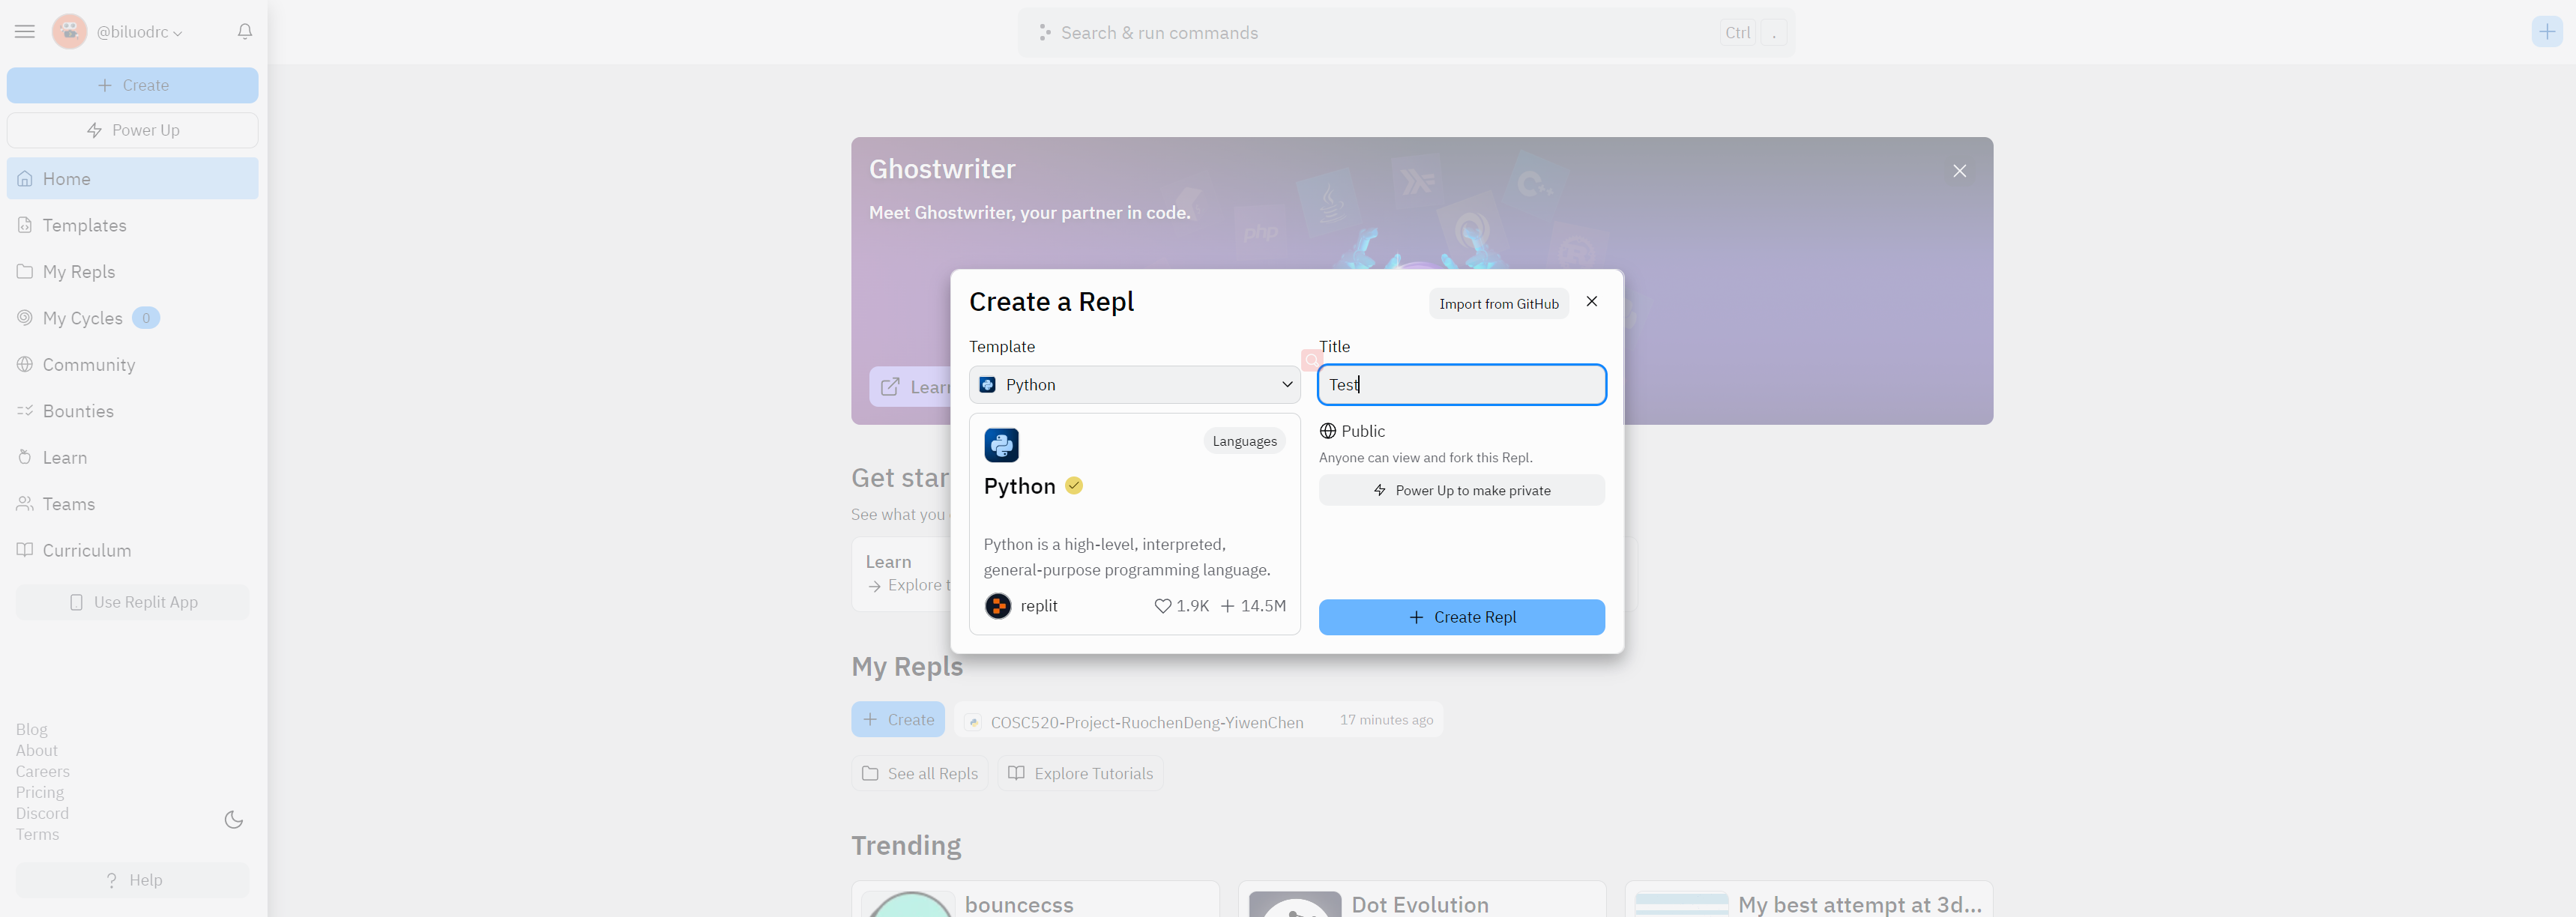 @biluodrc
Search & run commands
Ctrl .
Create
Power Up
Home
Templates
My Repls
My Cycles 0
Community
Bounties
Learn
Teams
Curriculum
Use Replit App
Blog
About
Careers
Pricing
Discord
Terms
? Help
Ghostwriter
Meet Ghostwriter, your partner in code.
php
Lear
Create a Repl
Import from GitHub
Template
Python
Title
Test
Languages
Python
Python is a high-level, interpreted,
general-purpose programming language.
replit
1.9K
14.5M
Public
Anyone can view and fork this Repl.
Power Up to make private
Create Repl
Get star
See what you
Learn
Explore t
My Repls
Create
COSC520-Project-RuochenDeng-YiwenChen
17 minutes ago
See all Repls
Explore Tutorials
Trending
bouncecss
Dot Evolution
My best attempt at 3d...